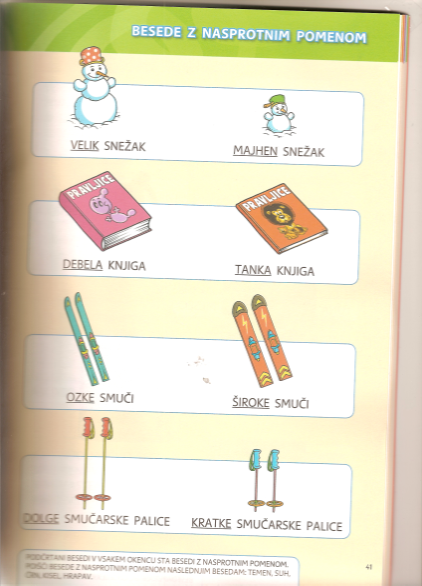 BESEDE Z NASPROTNIM POMENOM
VELIK SNEŽAK
MAJHEN SNEŽAK
PRAVLJICE
PRAVLJICE
DEBELA KNJIGA
TANKA KNJIGA
OZKE SMUČI
ŠIROKE SMUČI
DOLGE SMUČARSKE PALICE
KRATKE SMUČARSKE PALICE
PODČRTANI BESEDI V VSAKEM OKENCU STA BESEDI Z NASPROTNIM POMENOM.
POIŠČI BESEDE Z NASPROTNIM POMENOM NASLEDNJIM BESEDAM: TEMEN, SUH,
ČRN, KISEL, HRAPAV.
41